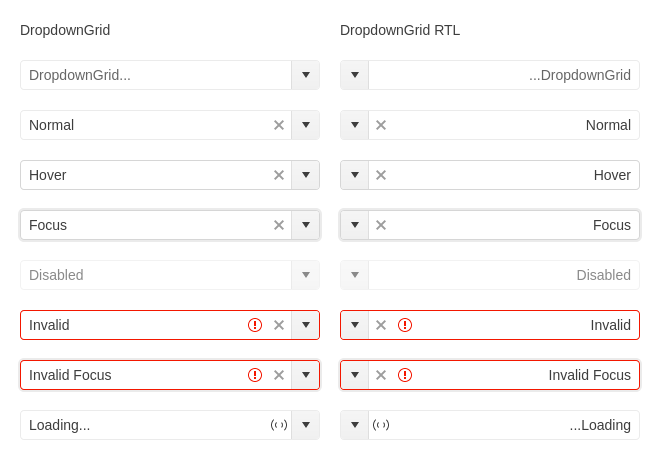 DropdownGrid
DropdownGrid RTL
DropdownGrid...
...DropdownGrid
Normal
Normal
Hover
Hover
Focus
Focus
Disabled
Disabled
Invalid
Invalid
Invalid Focus
Invalid Focus
Loading...
...Loading